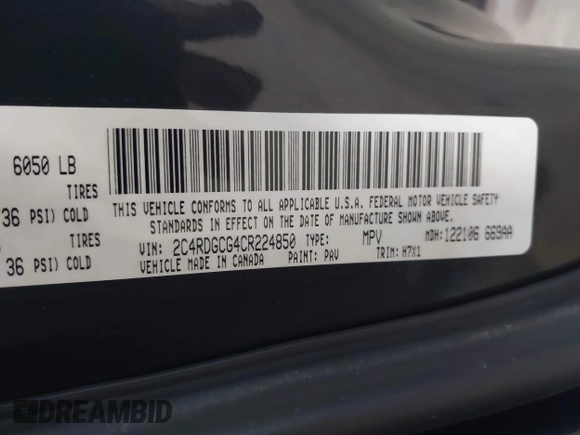 6050 LB
TIRES
36 PSI) COLD
TIRES
36 PSI) COLD
THIS VEHICLE CONFORMS TO ALL APPLICABLE U.S.A. FEDERAL MOTOR VEHICLE SAFETY
STANDARDS IN EFFECT ON THE DATE OF MANUFACTURE SHOWN ABOVE.
VIN: 2C4RDGCG4CR224850 TYPE: MPV MDH: 122106 669AA
VEHICLE MADE IN CANADA PAINT: PAV TRIM: H7X1
DREAMBID